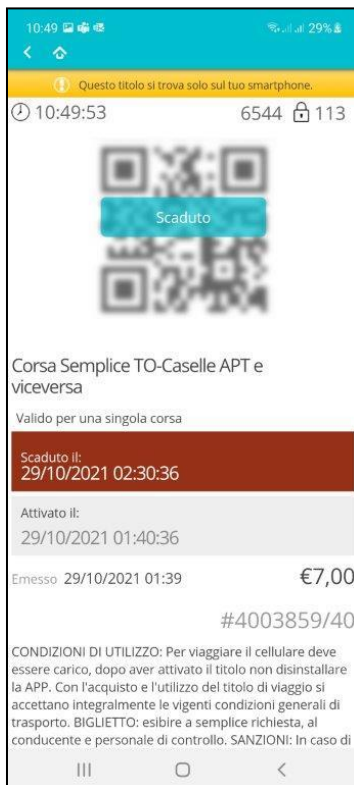 10:49 29%
Questo titolo si trova solo sul tuo smartphone.
10:49:53 6544 113
Scaduto
Corsa Semplice TO-Caselle APT e
viceversa
Valido per una singola corsa
Scaduto il:
29/10/2021 02:30:36
Attivato il:
29/10/2021 01:40:36
Emesso 29/10/2021 01:39 €7,00
#4003859/40
CONDIZIONI DI UTILIZZO: Per viaggiare il cellulare deve
essere carico, dopo aver attivato il titolo non disinstallare
la APP. Con l'acquisto e l'utilizzo del titolo di viaggio si
accettano integralmente le vigenti condizioni generali di
trasporto. BIGLIETTO: esibire a semplice richiesta, al
conducente e personale di controllo. SANZIONI: In caso di